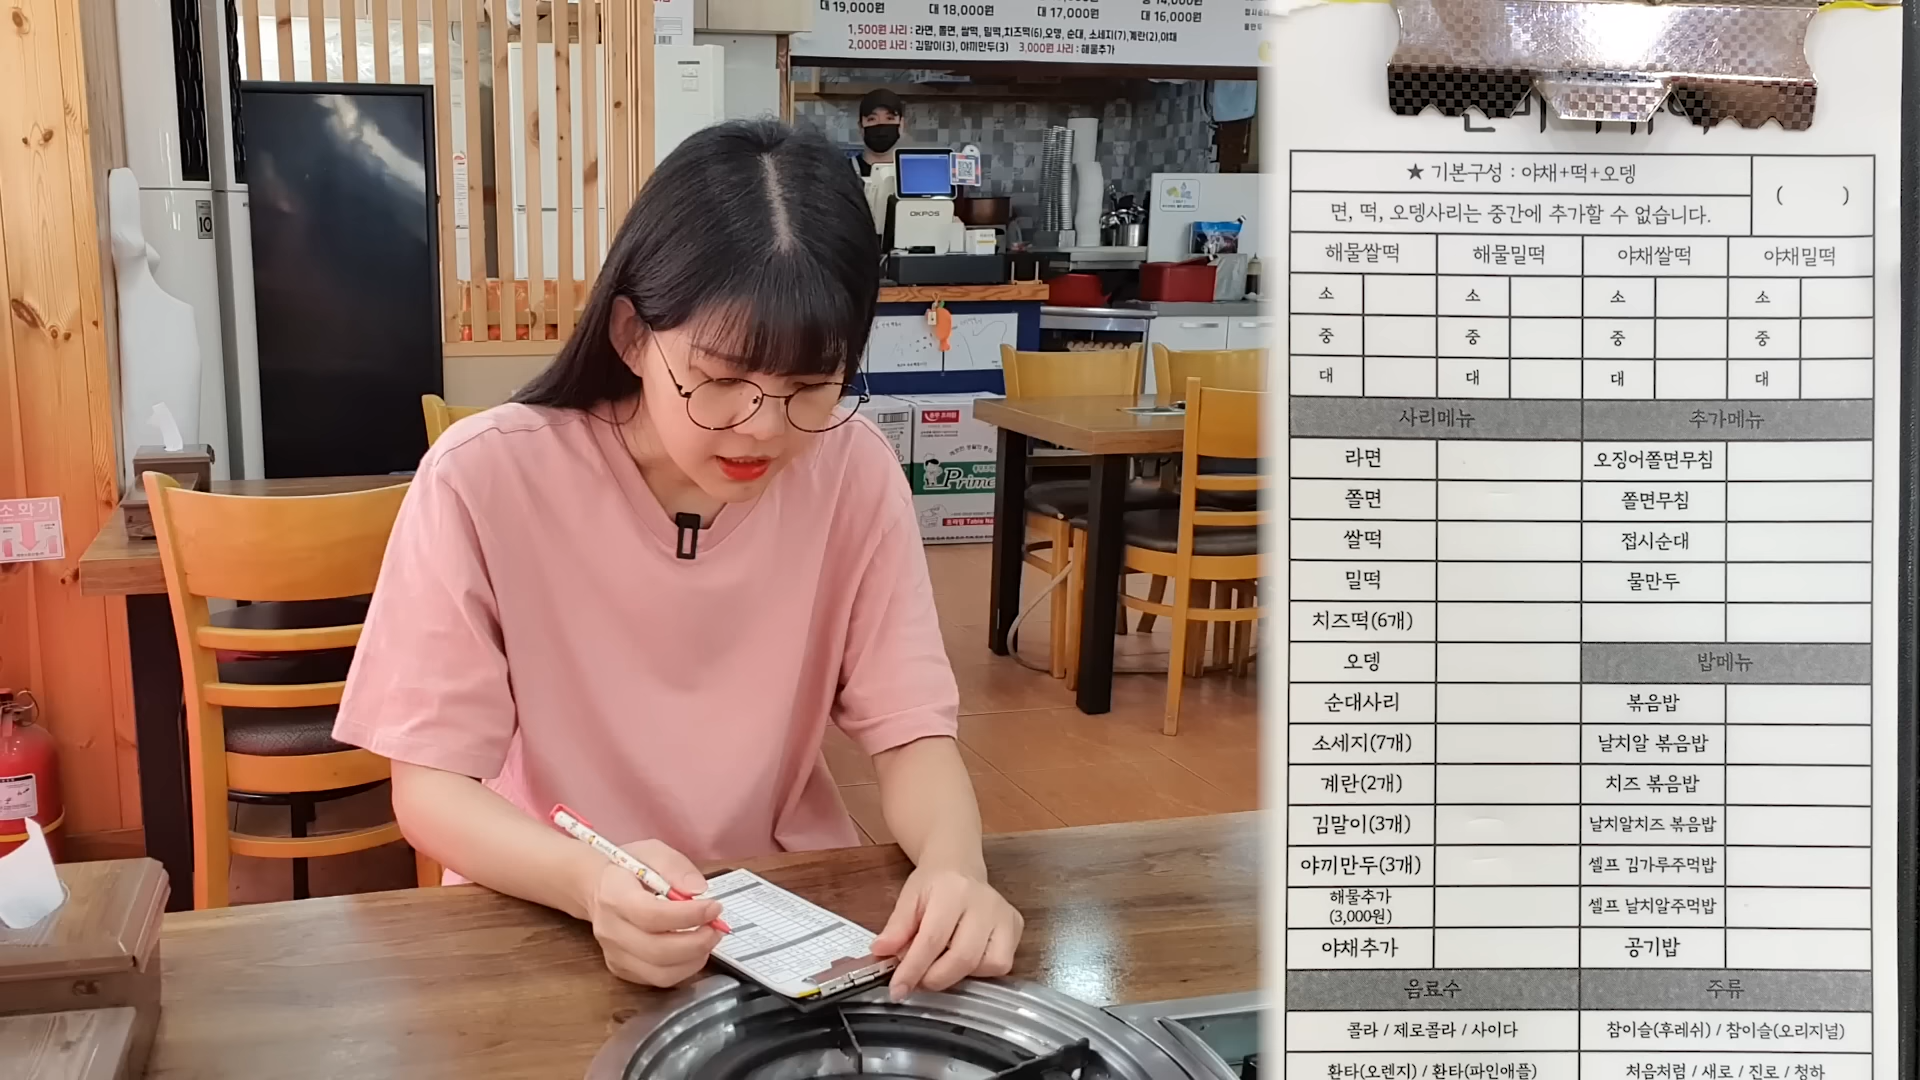 대 19,000원 대 18,000원 대 17,000원 대 16,000원
1,500원 사리 : 라면, 쫄면, 쌀떡, 밀떡,치즈떡(6),오뎅, 순대, 소세지(7),계란(2),야채
2,000원 사리 : 김말이(3), 야끼만두(3) 3,000원 사리 : 해물추가
10
OKPOS
소화기
Prime
★ 기본구성 : 야채+떡+오뎅
( )
면, 떡, 오뎅사리는 중간에 추가할 수 없습니다.
해물쌀떡 해물밀떡 야채쌀떡 야채밀떡
소 소 소 소
중 중 중 중
대 대 대 대
사리메뉴 추가메뉴
라면 오징어쫄면무침
쫄면 쫄면무침
쌀떡 접시순대
밀떡 물만두
치즈떡(6개)
오뎅 밥메뉴
순대사리 볶음밥
소세지(7개) 날치알 볶음밥
계란(2개) 치즈 볶음밥
김말이(3개) 날치알치즈 볶음밥
야끼만두(3개) 셀프 김가루주먹밥
해물추가
(3,000원) 셀프 날치알주먹밥
야채추가 공기밥
음료수 주류
콜라 / 제로콜라 / 사이다 참이슬(후레쉬) / 참이슬(오리지널)
환타(오렌지) / 환타(파인애플) 처음처럼 / 새로 / 진로 / 청하